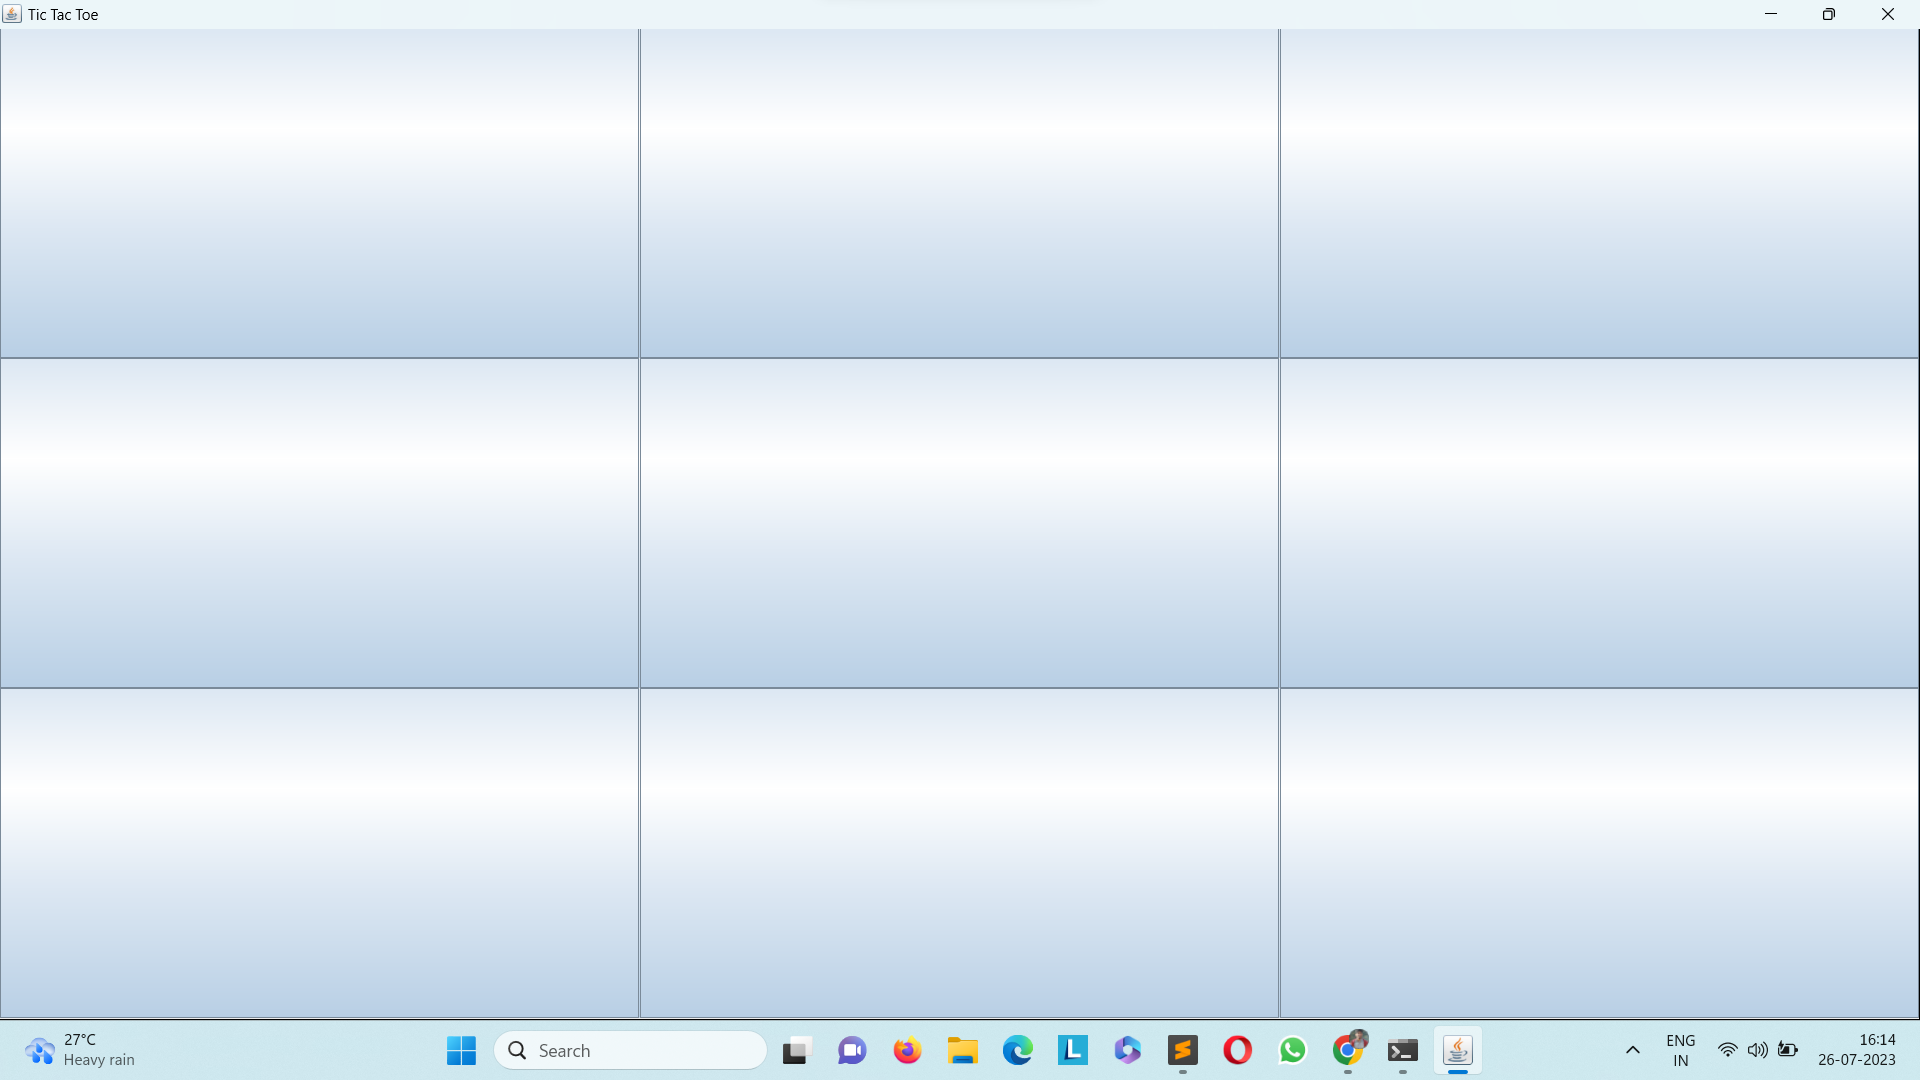 Tic Tac Toe
27°C
Heavy rain
Search
L
ENG
IN
16:14
26-07-2023